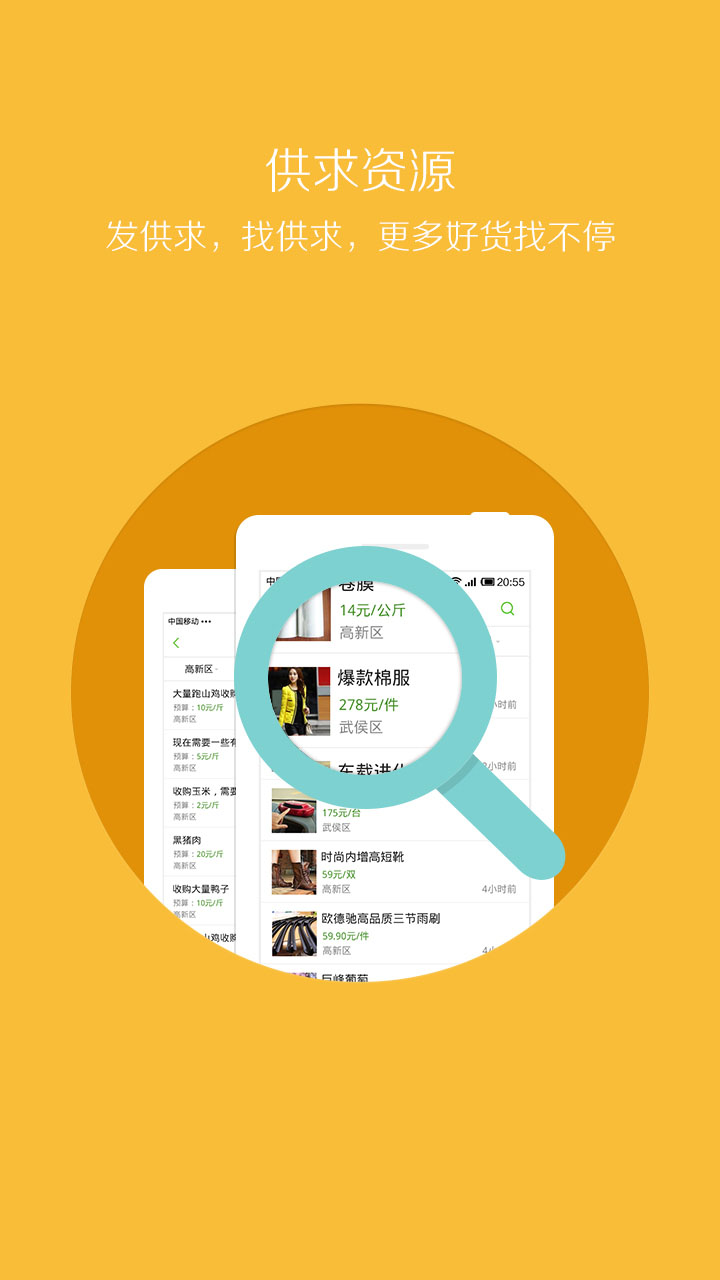 供求资源
发供求，找供求，更多好货找不停
中国移动
高新区
大量跑山鸡收购
预算：10元/斤
高新区
现在需要一些有
预算：5元/斤
高新区
收购玉米，需要
预算：2元/斤
高新区
黑猪肉
预算：20元/斤
高新区
收购大量鸭子
预算：10元/斤
高新区
山鸡收购
20:55
卷膜
14元/公斤
高新区
爆款棉服
278元/件
武侯区
小时前
车载进化
小时前
175元/台
武侯区
时尚内增高短靴
59元/双
高新区
4小时前
欧德驰高品质三节雨刷
59.90元/件
高新区
巨峰葡萄